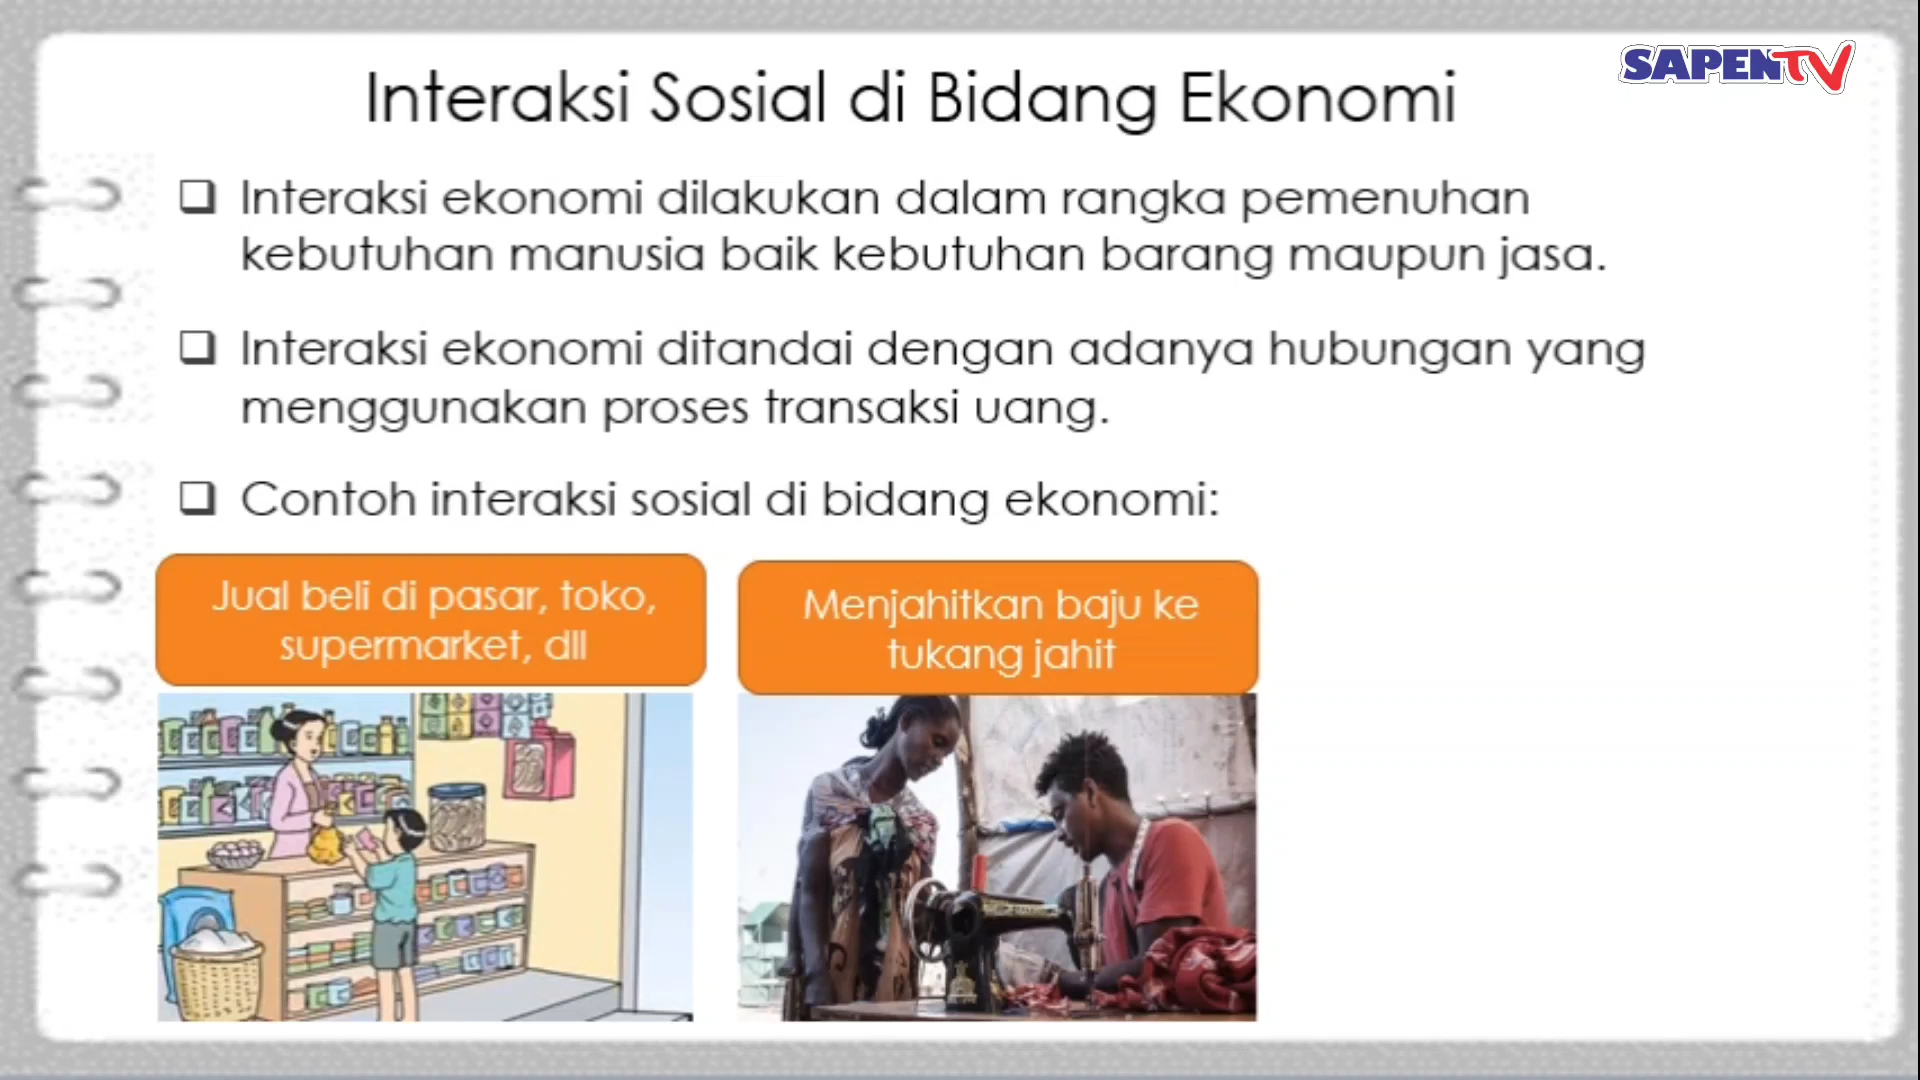 SAPENTV
Interaksi Sosial di Bidang Ekonomi
Interaksi ekonomi dilakukan dalam rangka pemenuhan
kebutuhan manusia baik kebutuhan barang maupun jasa.
Interaksi ekonomi ditandai dengan adanya hubungan yang
menggunakan proses transaksi uang.
Contoh interaksi sosial di bidang ekonomi:
Jual beli di pasar, toko,
supermarket, dll
Menjahitkan baju ke
tukang jahit